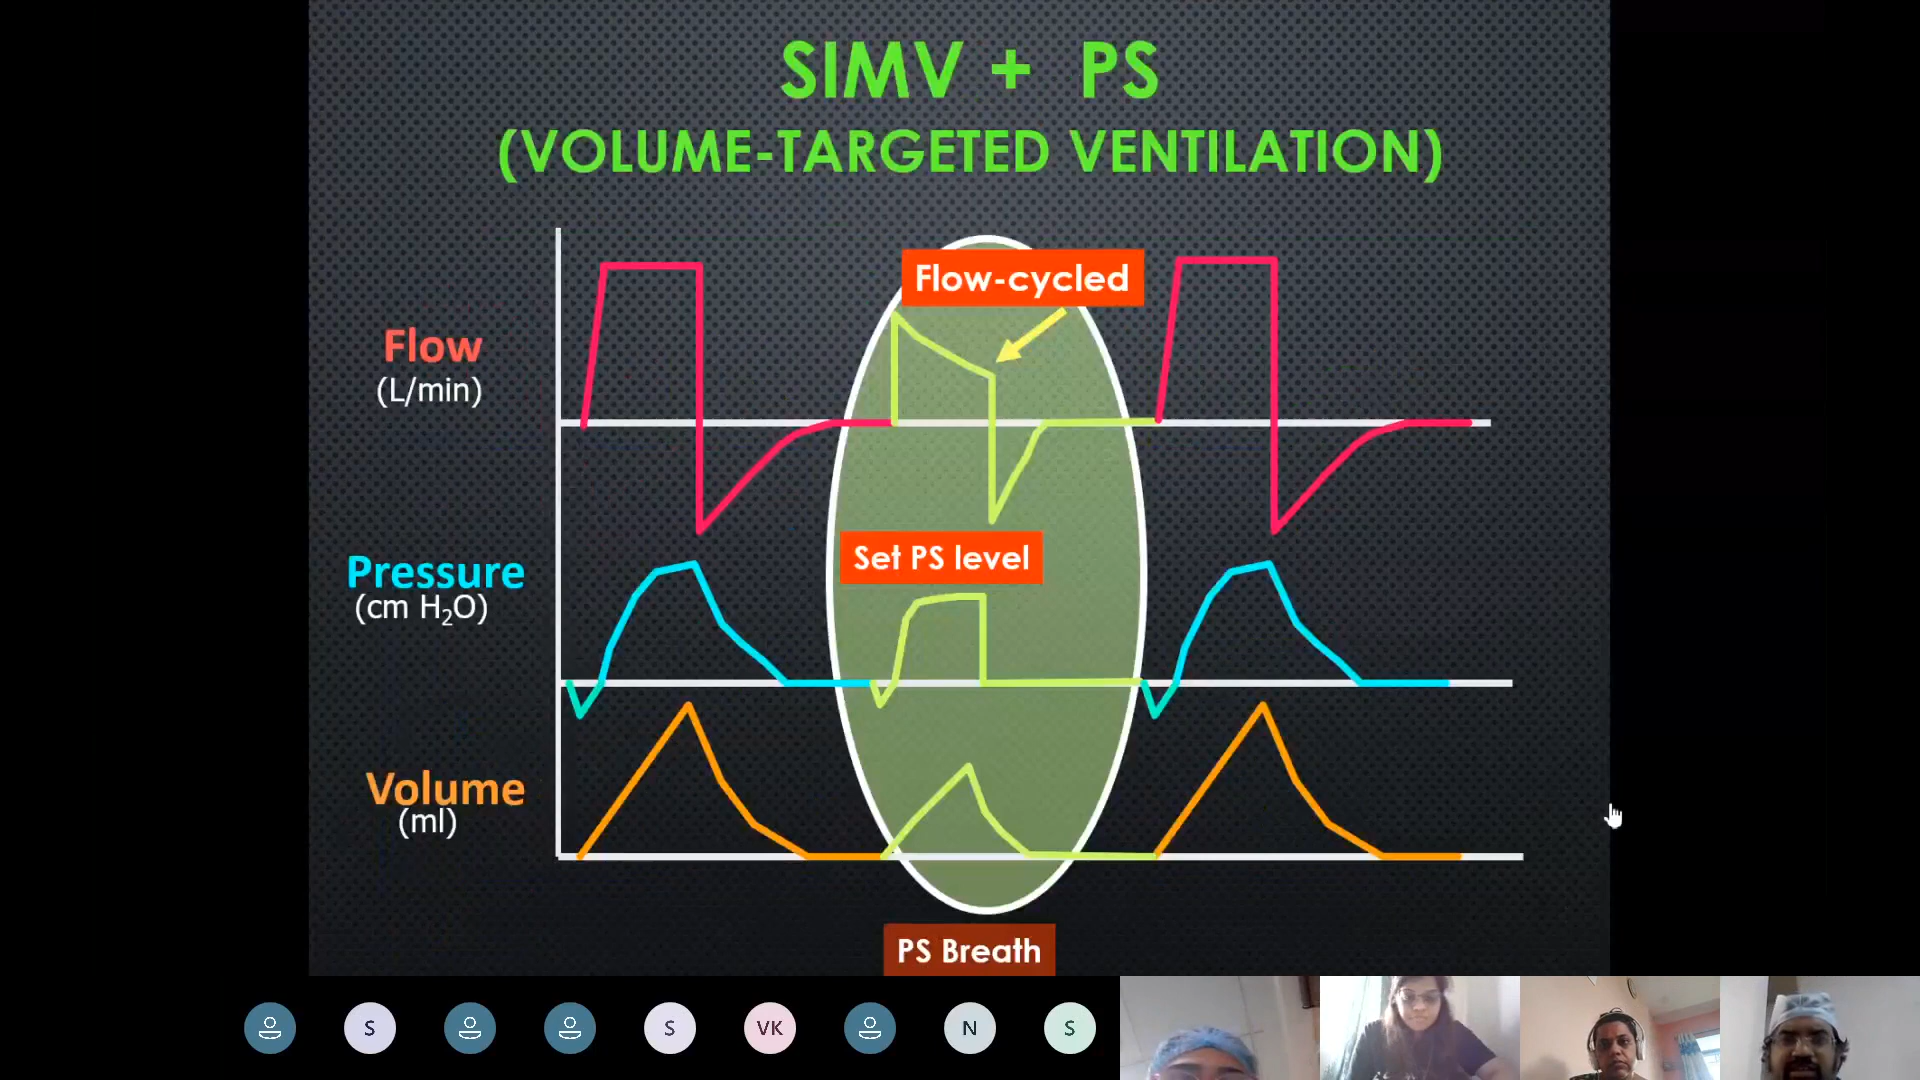 SIMV + PS
(VOLUME-TARGETED VENTILATION)
Flow-cycled
Flow
(L/min)
Set PS level
Pressure
(cm H₂O)
Volume
(ml)
PS Breath
S
S
VK
N
S